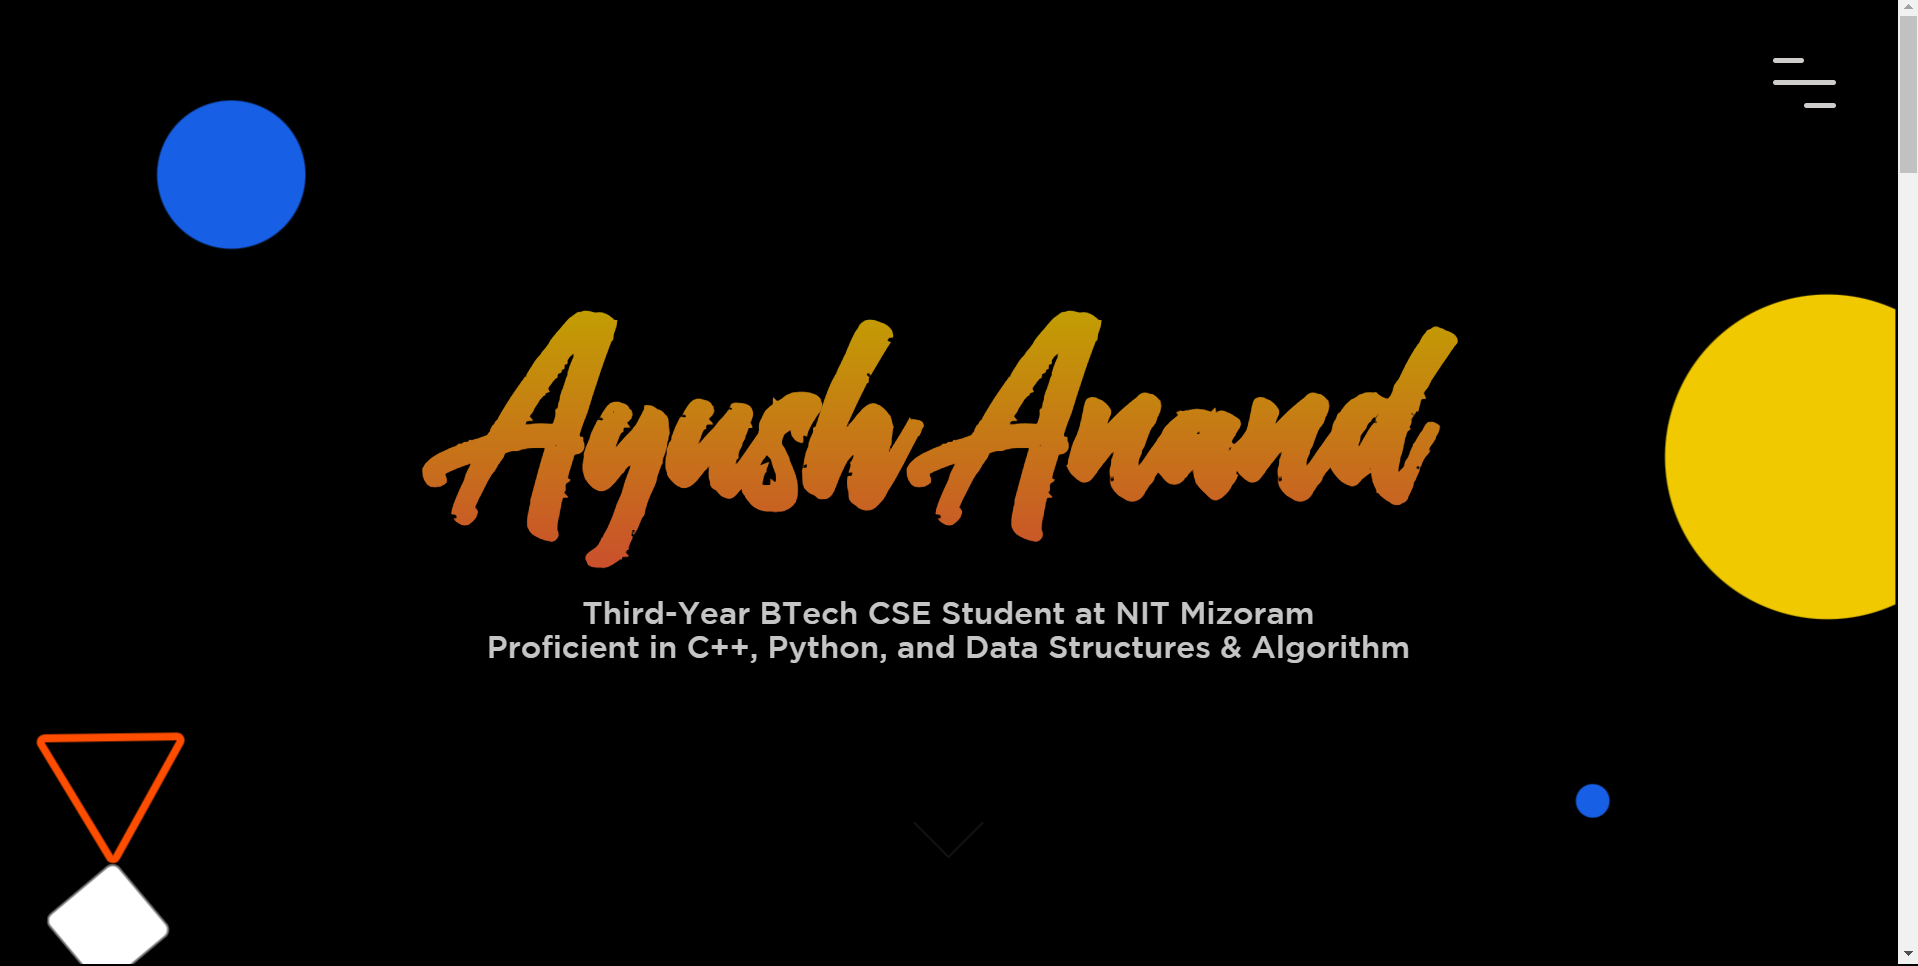 Ayush Anand
Third-Year BTech CSE Student at NIT Mizoram
Proficient in C++, Python, and Data Structures & Algorithm